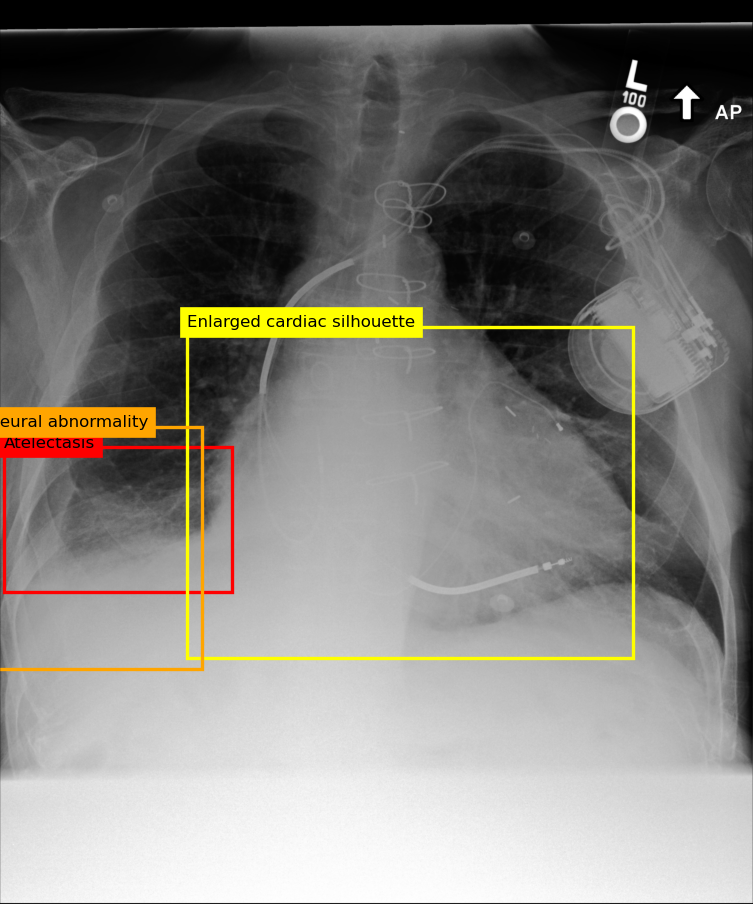 L
100
AP
Enlarged cardiac silhouette
eural abnormality
Atelectasis